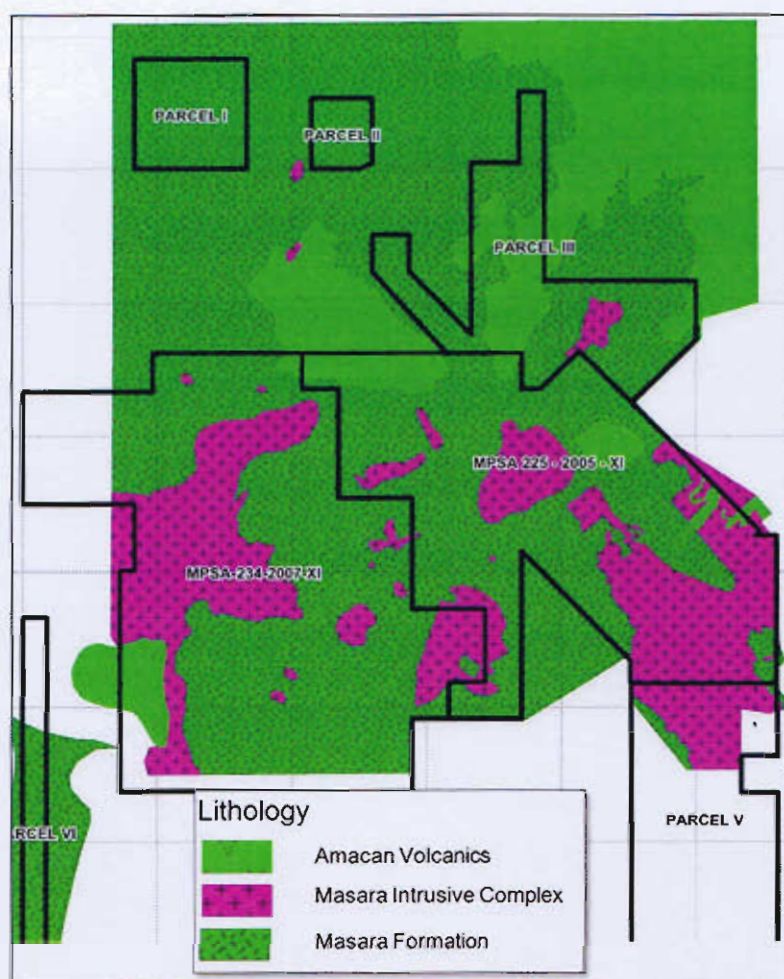 PARCEL I
PARCEL II
PARCEL III
MPSA 225 - 2005 - XI
MPSA-234-2007-XI
ARCEL VI
PARCEL V
Lithology
Amacan Volcanics
Masara Intrusive Complex
Masara Formation